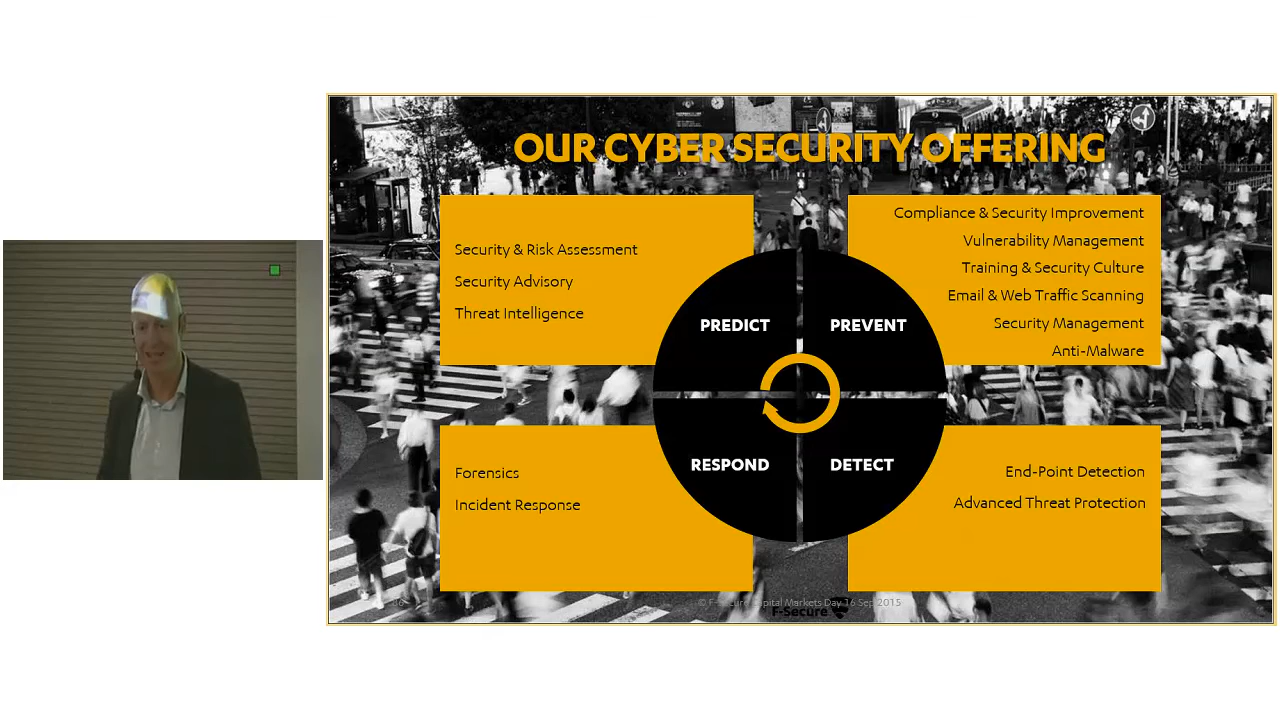 OUR CYBER SECURITY OFFERING
Security & Risk Assessment
Security Advisory
Threat Intelligence
Compliance & Security Improvement
Vulnerability Management
Training & Security Culture
Email & Web Traffic Scanning
Security Management
Anti-Malware
PREDICT
PREVENT
RESPOND
DETECT
Forensics
Incident Response
End-Point Detection
Advanced Threat Protection
© F-Secure Capital Markets Day 16 Sep 2015
F-Secure